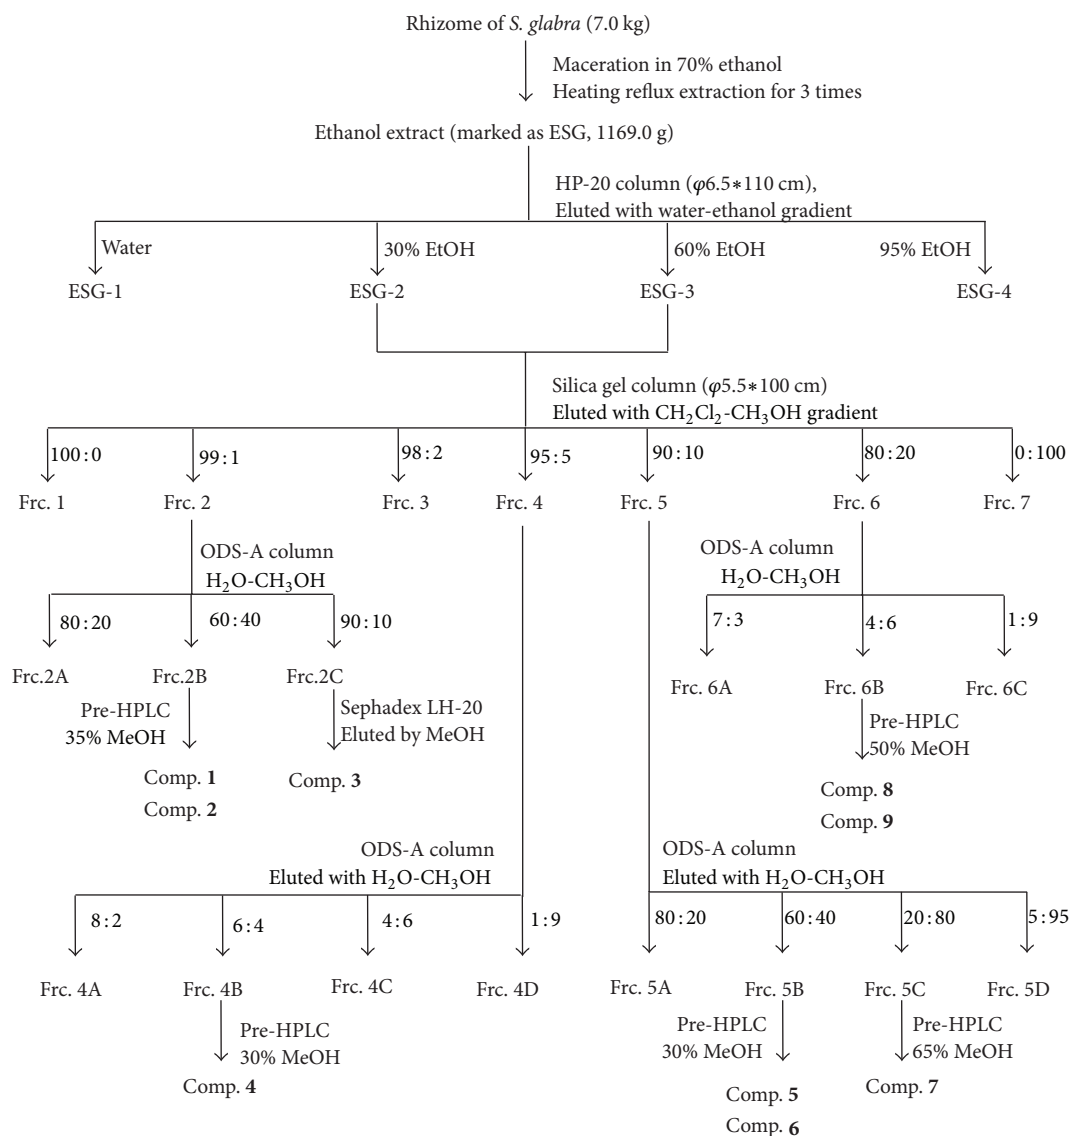 Rhizome of S. glabra (7.0 kg)
Maceration in 70% ethanol
Heating reflux extraction for 3 times
Ethanol extract (marked as ESG, 1169.0 g)
HP-20 column (φ6.5∗110 cm),
Eluted with water-ethanol gradient
Water 30% EtOH 60% EtOH 95% EtOH
ESG-1 ESG-2 ESG-3 ESG-4
Silica gel column (φ5.5∗100 cm)
Eluted with CH₂Cl₂-CH₃OH gradient
100:0 99:1 98:2 95:5 90:10 80:20 0:100
Frc. 1 Frc. 2 Frc. 3 Frc. 4 Frc. 5 Frc. 6 Frc. 7
ODS-A column
H₂O-CH₃OH
80:20 60:40 90:10
Frc.2A Frc.2B Frc.2C
Pre-HPLC
35% MeOH
Sephadex LH-20
Eluted by MeOH
Comp. 1
Comp. 2
Comp. 3
ODS-A column
H₂O-CH₃OH
7:3 4:6 1:9
Frc. 6A Frc. 6B Frc. 6C
Pre-HPLC
50% MeOH
Comp. 8
Comp. 9
ODS-A column
Eluted with H₂O-CH₃OH
8:2 6:4 4:6 1:9
Frc. 4A Frc. 4B Frc. 4C Frc. 4D
Pre-HPLC
30% MeOH
Comp. 4
ODS-A column
Eluted with H₂O-CH₃OH
80:20 60:40 20:80 5:95
Frc. 5A Frc. 5B Frc. 5C Frc. 5D
Pre-HPLC
30% MeOH
Pre-HPLC
65% MeOH
Comp. 5
Comp. 6
Comp. 7